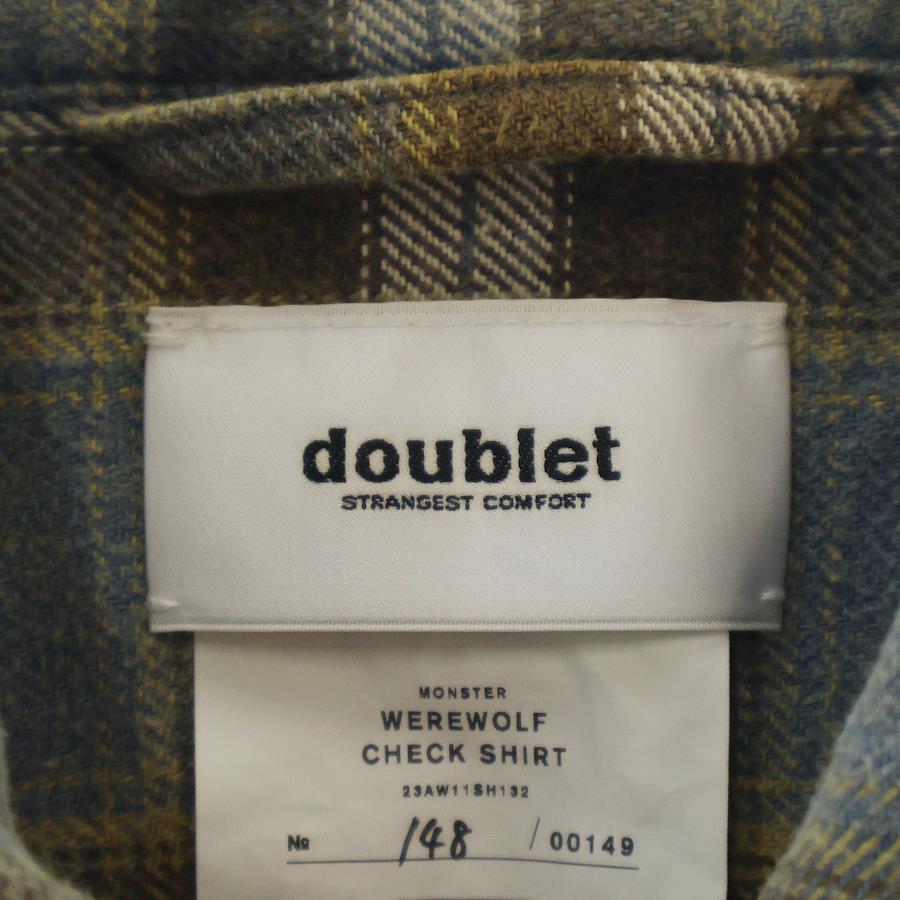 doublet
STRANGEST COMFORT
MONSTER
WEREWOLF
CHECK SHIRT
23AW11SH132
№ 148 / 00149